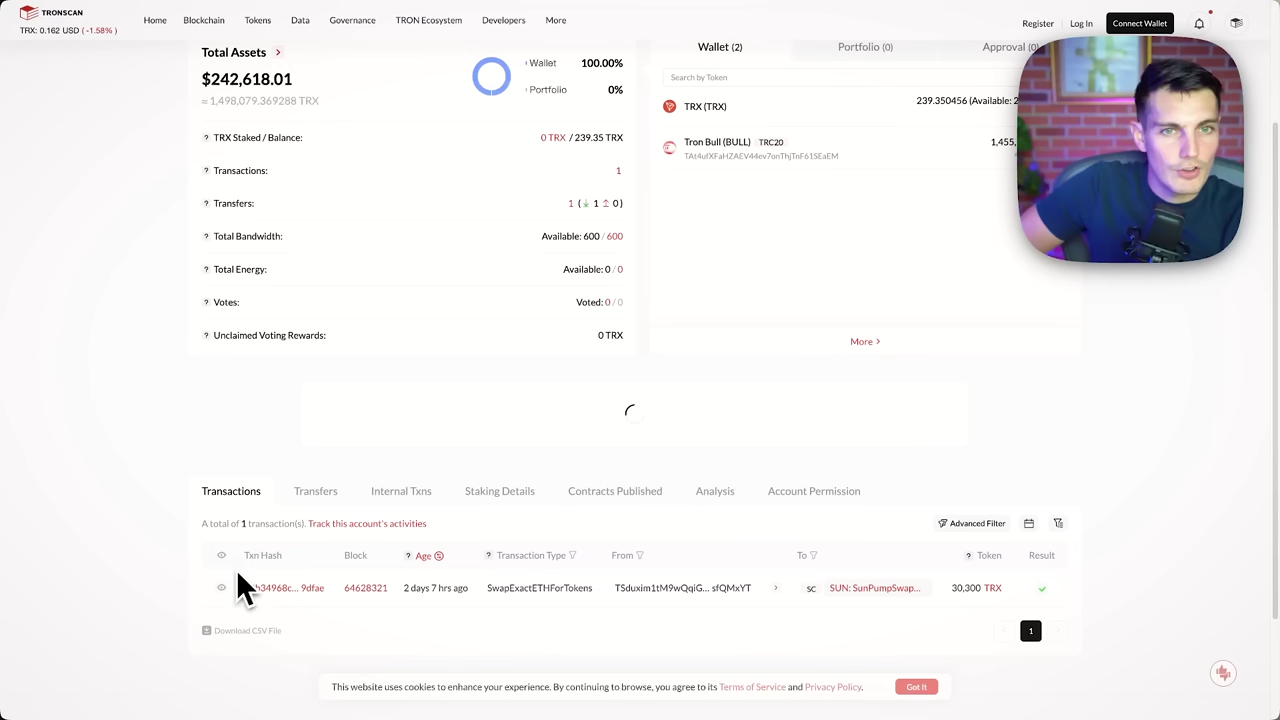 TRONSCAN
Home Blockchain Tokens Data Governance TRON Ecosystem Developers More
TRX: 0.162 USD ( -1.58% )
Register Log In Connect Wallet
Total Assets
$242,618.01
≈ 1,498,079.369288 TRX
Wallet 100.00%
Portfolio 0%
? TRX Staked / Balance: 0 TRX / 239.35 TRX
? Transactions: 1
? Transfers: 1 ( 1 0 )
? Total Bandwidth: Available: 600 / 600
? Total Energy: Available: 0 / 0
? Votes: Voted: 0 / 0
? Unclaimed Voting Rewards: 0 TRX
Wallet (2) Portfolio (0) Approval (0)
Search by Token
TRX (TRX) 239.350456 (Available: 2
Tron Bull (BULL) TRC20 1,455,
TAt4ufXFaHZAEV44ev7onThjTnF61SEaEM
More >
Transactions Transfers Internal Txns Staking Details Contracts Published Analysis Account Permission
A total of 1 transaction(s). Track this account's activities
Advanced Filter
Txn Hash Block ? Age ? Transaction Type From To ? Token Result
b34968c... 9dfae 64628321 2 days 7 hrs ago SwapExactETHForTokens TSduxim1tM9wQqiG... sfQMxYT > SC SUN: SunPumpSwap... 30,300 TRX
Download CSV File
1
This website uses cookies to enhance your experience. By continuing to browse, you agree to its Terms of Service and Privacy Policy.
Got It